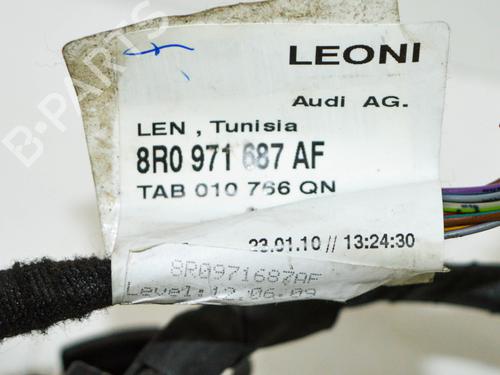 LEONI
Audi AG.
LEN , Tunisia
8R0 971 687 AF
TAB 010 766 QN
23.01.10 // 13:24:30
8R0971687AF
Level:12.06.09
B-PARTS